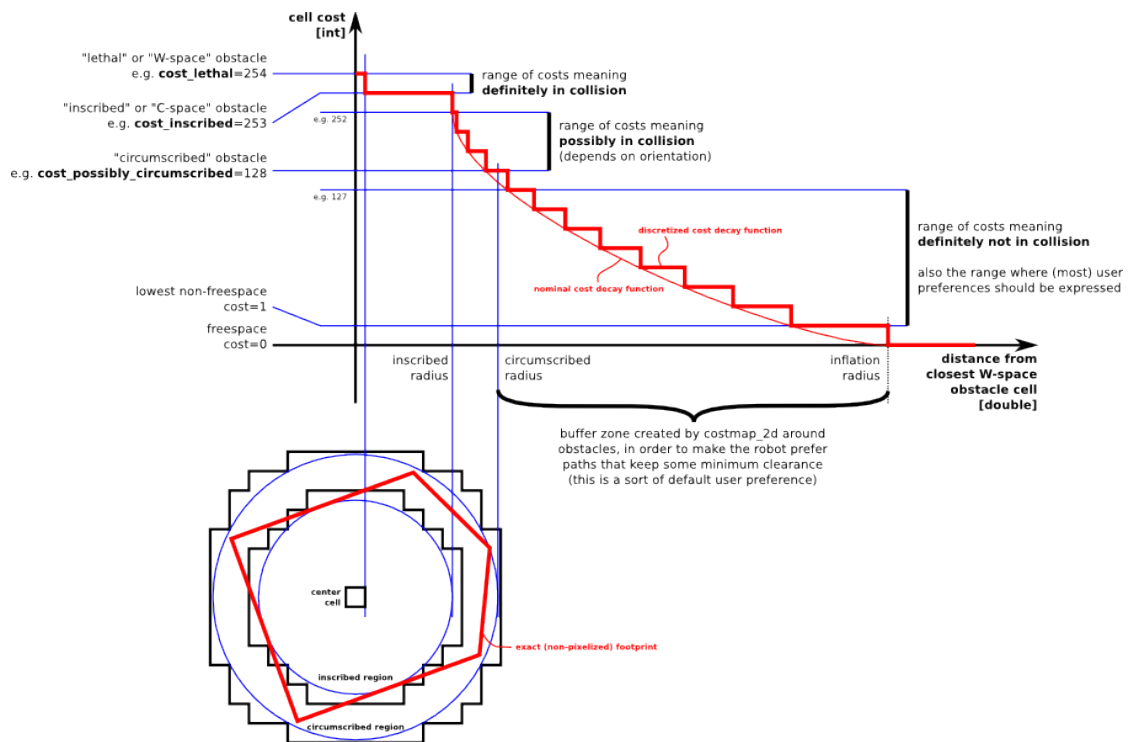 cell cost
[int]
"lethal" or "W-space" obstacle
e.g. cost_lethal=254
range of costs meaning
definitely in collision
"inscribed" or "C-space" obstacle
e.g. cost_inscribed=253
e.g. 252
range of costs meaning
possibly in collision
(depends on orientation)
"circumscribed" obstacle
e.g. cost_possibly_circumscribed=128
e.g. 127
range of costs meaning
definitely not in collision
also the range where (most) user
preferences should be expressed
discretized cost decay function
nominal cost decay function
lowest non-freespace
cost=1
freespace
cost=0
inscribed
radius
circumscribed
radius
inflation
radius
distance from
closest W-space
obstacle cell
[double]
buffer zone created by costmap_2d around
obstacles, in order to make the robot prefer
paths that keep some minimum clearance
(this is a sort of default user preference)
center
cell
exact (non-pixelized) footprint
inscribed region
circumscribed region